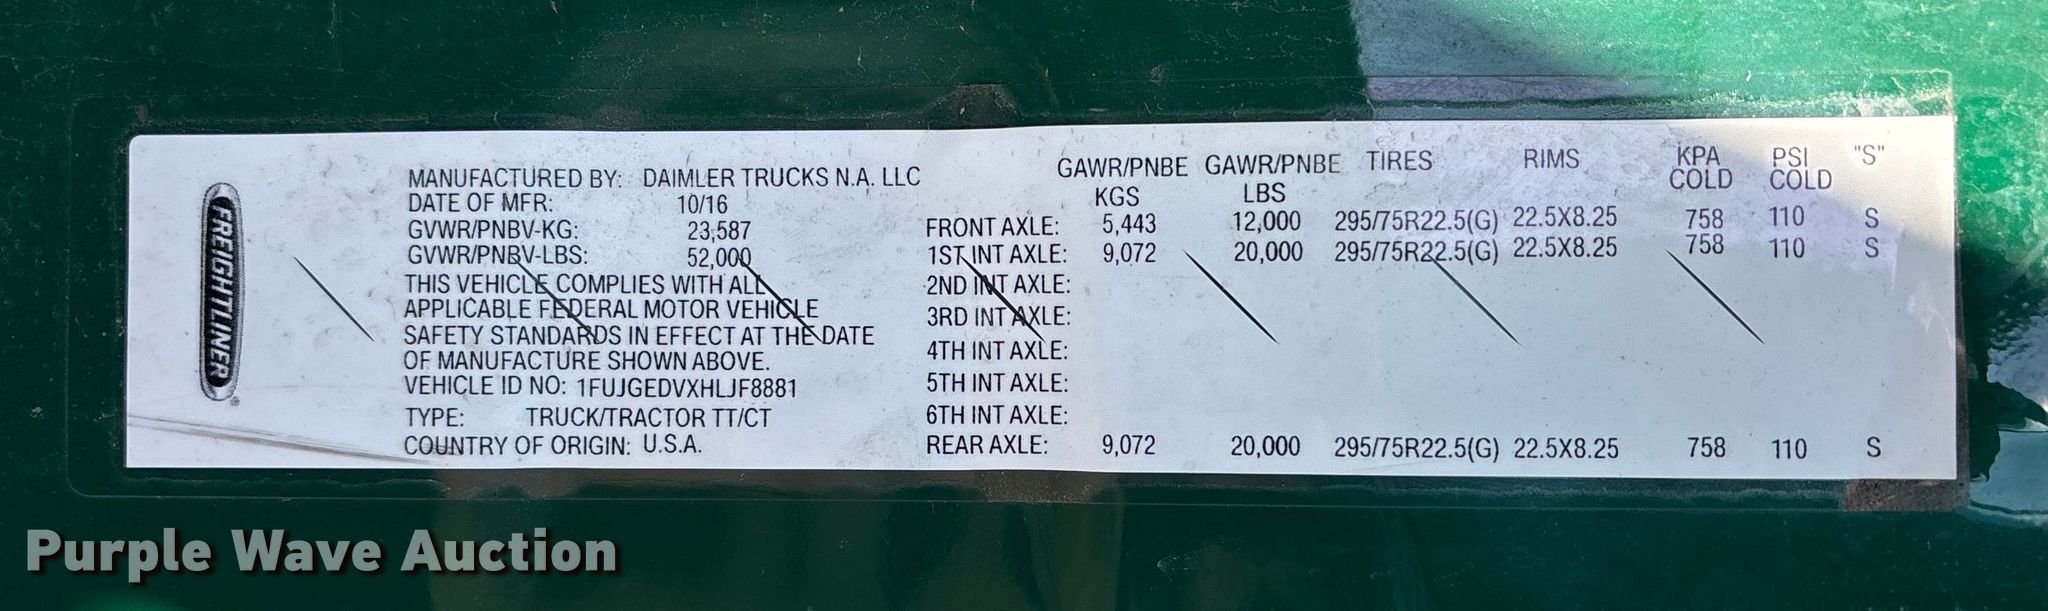 FREIGHTLINER®
MANUFACTURED BY: DAIMLER TRUCKS N.A. LLC
DATE OF MFR: 10/16
GVWR/PNBV-KG: 23,587
GVWR/PNBV-LBS: 52,000
THIS VEHICLE COMPLIES WITH ALL
APPLICABLE FEDERAL MOTOR VEHICLE
SAFETY STANDARDS IN EFFECT AT THE DATE
OF MANUFACTURE SHOWN ABOVE.
VEHICLE ID NO: 1FUJGEDVXHLJF8881
TYPE: TRUCK/TRACTOR TT/CT
COUNTRY OF ORIGIN: U.S.A.
GAWR/PNBE KGS GAWR/PNBE LBS TIRES RIMS KPA COLD PSI COLD "S"
FRONT AXLE: 5,443 12,000 295/75R22.5(G) 22.5X8.25 758 110 S
1ST INT AXLE: 9,072 20,000 295/75R22.5(G) 22.5X8.25 758 110 S
2ND INT AXLE:
3RD INT AXLE:
4TH INT AXLE:
5TH INT AXLE:
6TH INT AXLE:
REAR AXLE: 9,072 20,000 295/75R22.5(G) 22.5X8.25 758 110 S
Purple Wave Auction